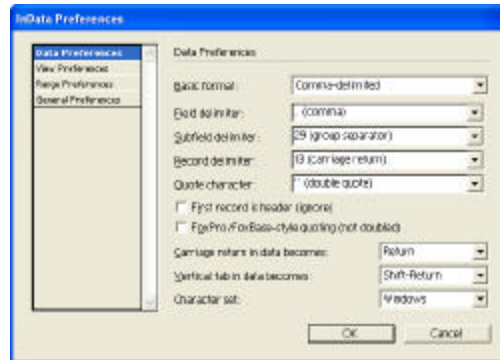 InData Preferences
Data Preferences
View Preferences
Range Preferences
General Preferences
Data Preferences
Basic format: Comma-delimited
Field delimiter: , (comma)
Subfield delimiter: 29 (group separator)
Record delimiter: 13 (carriage return)
Quote character: " (double quote)
First record is header (ignore)
FoxPro/FoxBase-style quoting (not doubled)
Carriage return in data becomes: Return
Vertical tab in data becomes: Shift-Return
Character set: Windows
OK Cancel